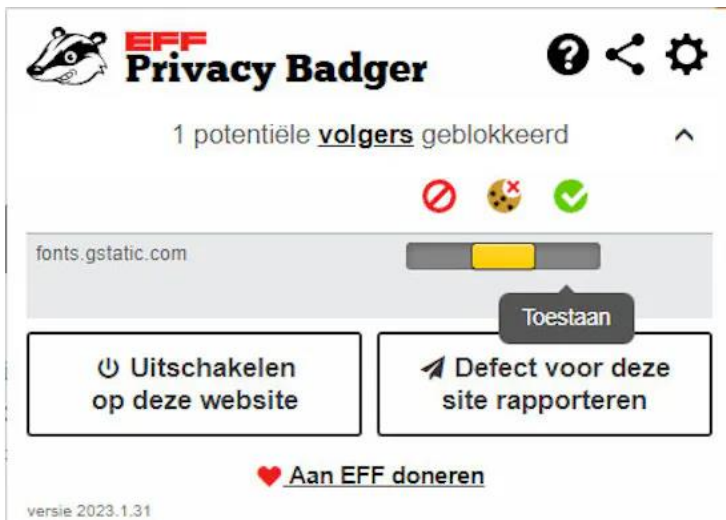 EFF
Privacy Badger
1 potentiële volgers geblokkeerd
fonts.gstatic.com
Toestaan
Uitschakelen
op deze website
Defect voor deze
site rapporteren
Aan EFF doneren
versie 2023.1.31